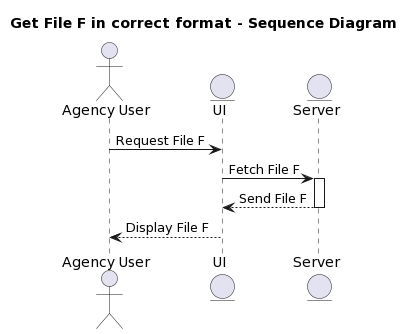 Get File F in correct format - Sequence Diagram
Agency User
UI
Server
Request File F
Fetch File F
Send File F
Display File F
Agency User
UI
Server